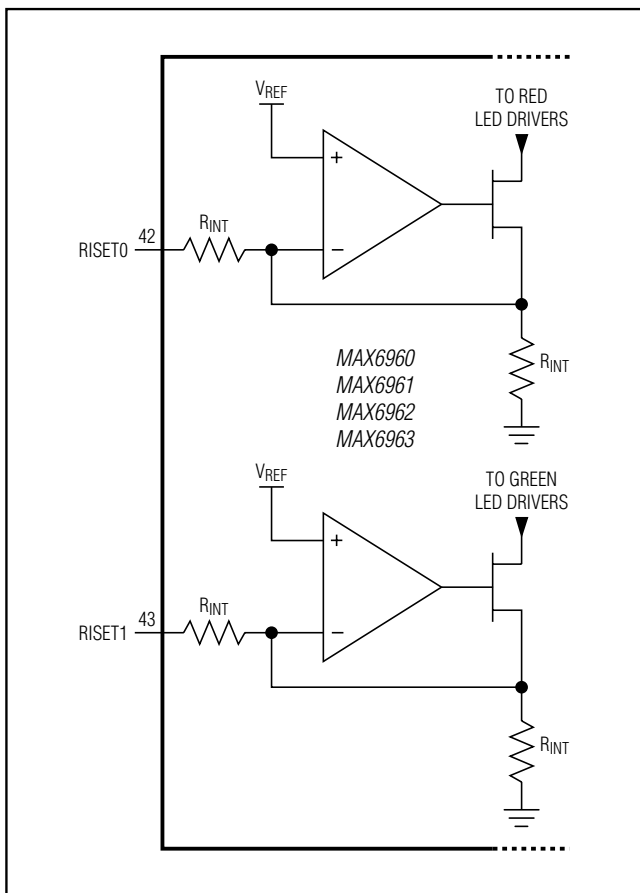 VREF
TO RED
LED DRIVERS
+
RINT
42
RISET0
−
MAX6960
MAX6961
MAX6962
MAX6963
RINT
VREF
TO GREEN
LED DRIVERS
+
RINT
43
RISET1
−
RINT